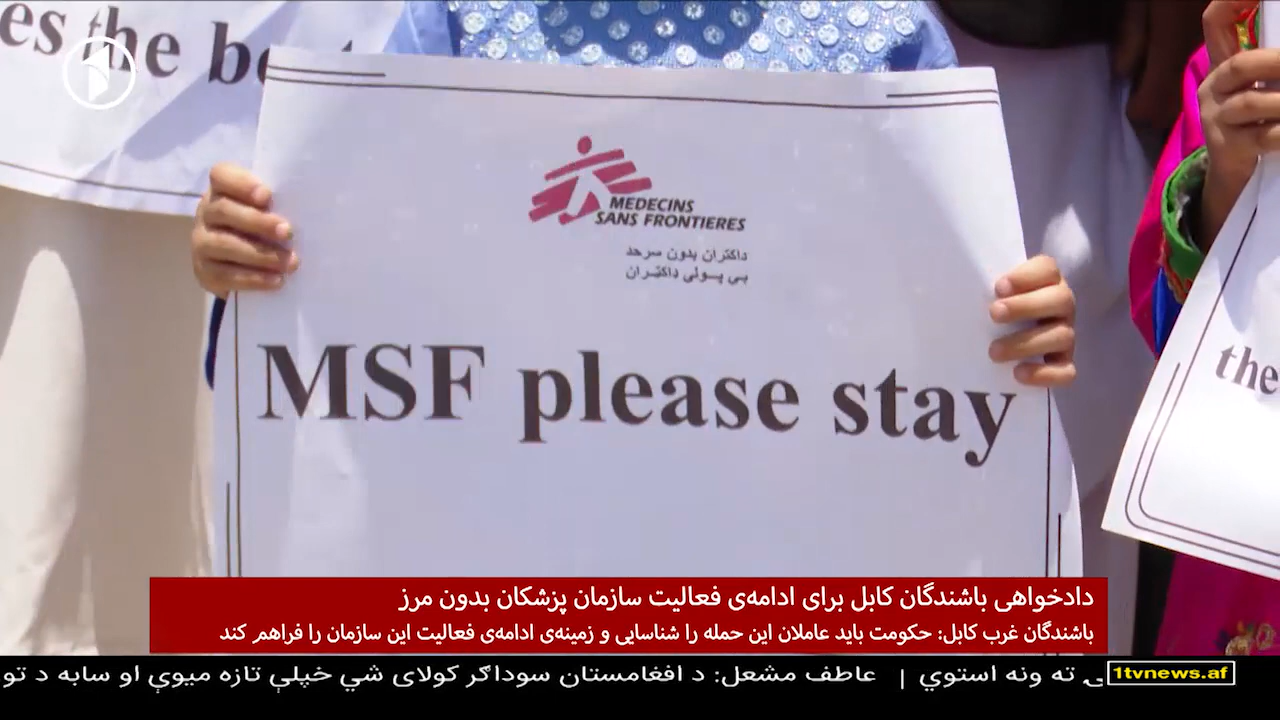 es the be
MEDECINS
SANS FRONTIERES
داکتران بدون سرحد
بی پولی داکتران
MSF please stay
the
دادخواهی باشندگان کابل برای ادامه‌ی فعالیت سازمان پزشکان بدون مرز
باشندگان غرب کابل: حکومت باید عاملان این حمله را شناسایی و زمینه‌ی ادامه‌ی فعالیت این سازمان را فراهم کند
ته ونه استوي | عاطف مشعل: د افغانستان سوداګر کولای شي خپلې تازه میوې او سابه د تو
1tvnews.af